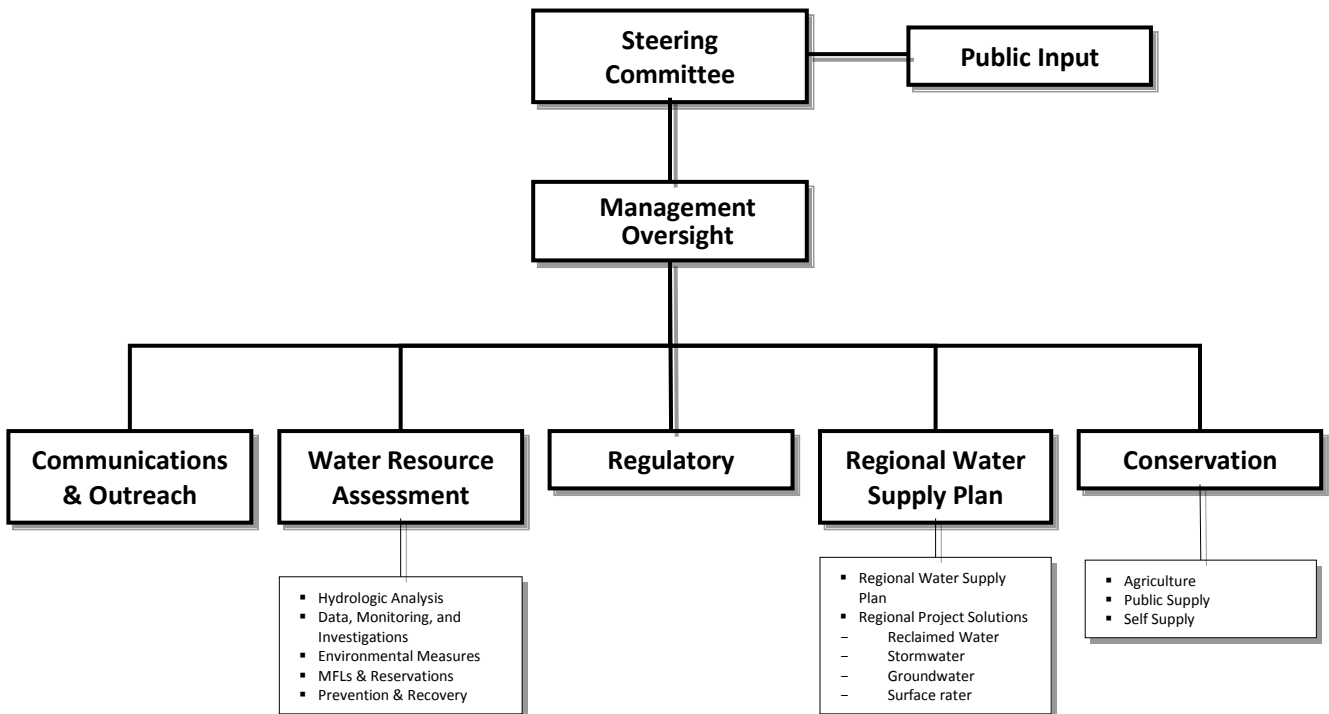 Steering
Committee
Public Input
Management
Oversight
Communications
& Outreach
Water Resource
Assessment
Regulatory
Regional Water
Supply Plan
Conservation
▪ Hydrologic Analysis
▪ Data, Monitoring, and
Investigations
▪ Environmental Measures
▪ MFLs & Reservations
▪ Prevention & Recovery
▪ Regional Water Supply
Plan
▪ Regional Project Solutions
– Reclaimed Water
– Stormwater
– Groundwater
– Surface rater
▪ Agriculture
▪ Public Supply
▪ Self Supply